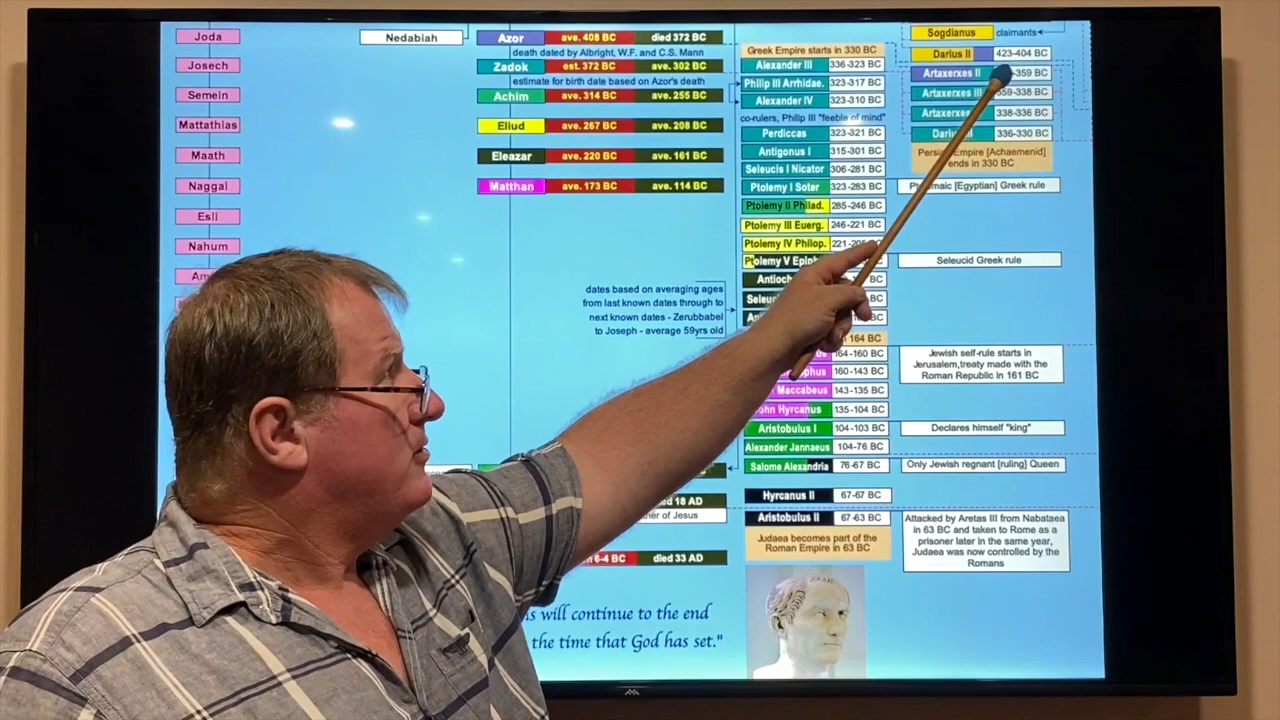 Joda
Josech
Semein
Mattathias
Maath
Naggal
Esli
Nahum
Nedabiah
Azor ave. 408 BC died 372 BC
death dated by Albright, W.F. and C.S. Mann
Zadok est. 372 BC ave. 302 BC
estimate for birth date based on Azor's death
Achim ave. 314 BC ave. 255 BC
Eliud ave. 267 BC ave. 208 BC
Eleazar ave. 220 BC ave. 161 BC
Matthan ave. 173 BC ave. 114 BC
dates based on averaging ages
from last known dates through to
next known dates - Zerubbabel
to Joseph - average 59yrs old
18 AD
of Jesus
6-4 BC died 33 AD
will continue to the end
the time that God has set."
Greek Empire starts in 330 BC
Alexander III 336-323 BC
Philip III Arrhidae. 323-317 BC
Alexander IV 323-310 BC
co-rulers, Philip III "feeble of mind"
Perdiccas 323-321 BC
Antigonus I 315-301 BC
Seleucis I Nicator 306-281 BC
Ptolemy I Soter 323-283 BC
Ptolemy II Philad. 285-246 BC
Ptolemy III Euerg. 246-221 BC
Ptolemy IV Philop.
Ptolemy V
164 BC
164-160 BC
160-143 BC
Maccabeus 143-135 BC
Hyrcanus 135-104 BC
Aristobulus I 104-103 BC
Alexander Jannaeus 104-76 BC
Salome Alexandria 76-67 BC
Hyrcanus II 67-67 BC
Aristobulus II 67-63 BC
Judaea becomes part of the
Roman Empire in 63 BC
Sogdianus claimants
Darius II 423-404 BC
Artaxerxes II -359 BC
Artaxerxes III 359-338 BC
Artaxerxes 338-336 BC
336-330 BC
Empire [Achaemenid]
in 330 BC
[Egyptian] Greek rule
Seleucid Greek rule
Jewish self-rule starts in
Jerusalem,treaty made with the
Roman Republic in 161 BC
Declares himself "king"
Only Jewish regnant [ruling] Queen
Attacked by Aretas III from Nabataea
in 63 BC and taken to Rome as a
prisoner later in the same year,
Judaea was now controlled by the
Romans